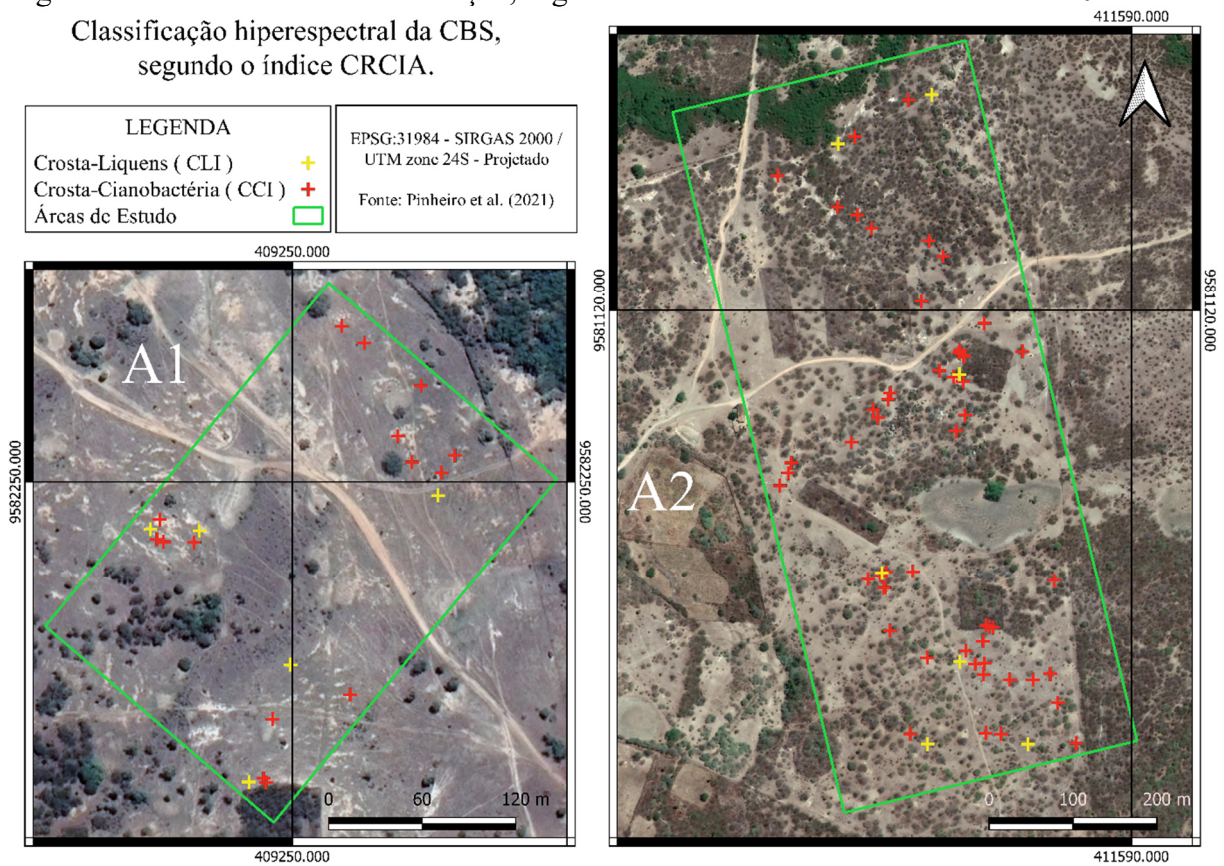 Classificação hiperespectral da CBS,
segundo o índice CRCIA.
LEGENDA
Crosta-Liquens ( CLI )
Crosta-Cianobactéria ( CCI )
Áreas de Estudo
EPSG:31984 - SIRGAS 2000 /
UTM zone 24S - Projetado
Fonte: Pinheiro et al. (2021)
409250.000
9582250.000
A1
9582250.000
0 60 120 m
409250.000
411590.000
9581120.000
9581120.000
A2
0 100 200 m
411590.000